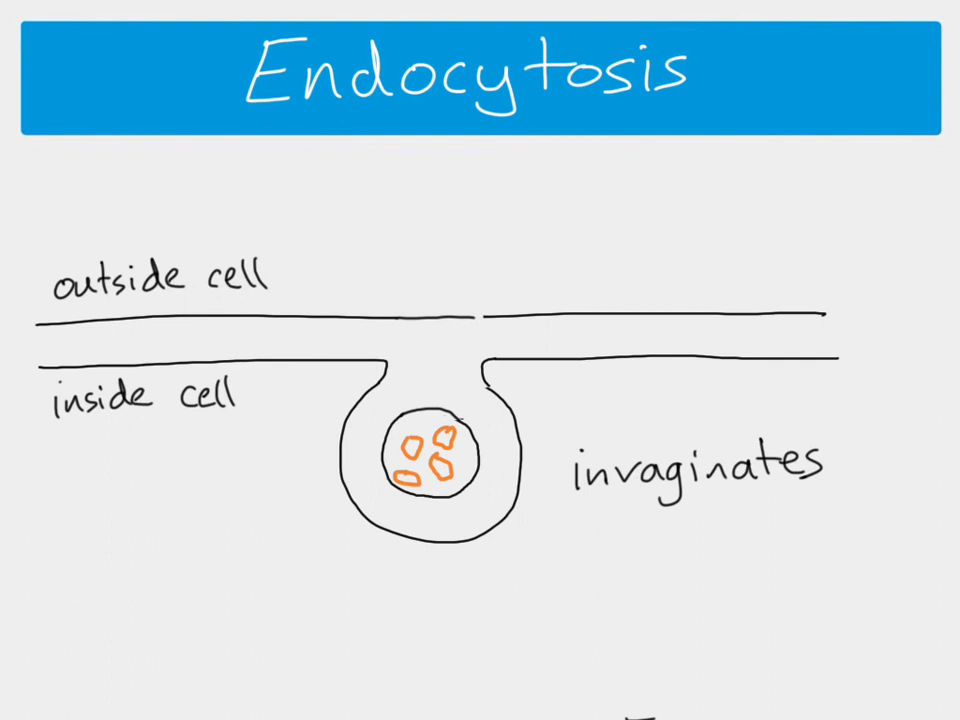 Endocytosis
outside cell
inside cell
invaginates